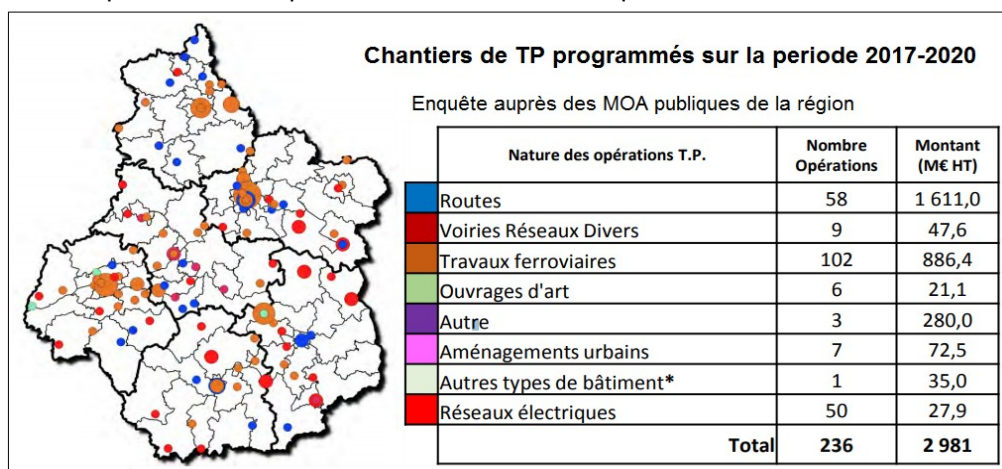 Chantiers de TP programmés sur la periode 2017-2020
Enquête auprès des MOA publiques de la région
Nature des opérations T.P. Nombre Opérations Montant (M€ HT)
Routes 58 1 611,0
Voiries Réseaux Divers 9 47,6
Travaux ferroviaires 102 886,4
Ouvrages d'art 6 21,1
Autre 3 280,0
Aménagements urbains 7 72,5
Autres types de bâtiment* 1 35,0
Réseaux électriques 50 27,9
Total 236 2 981